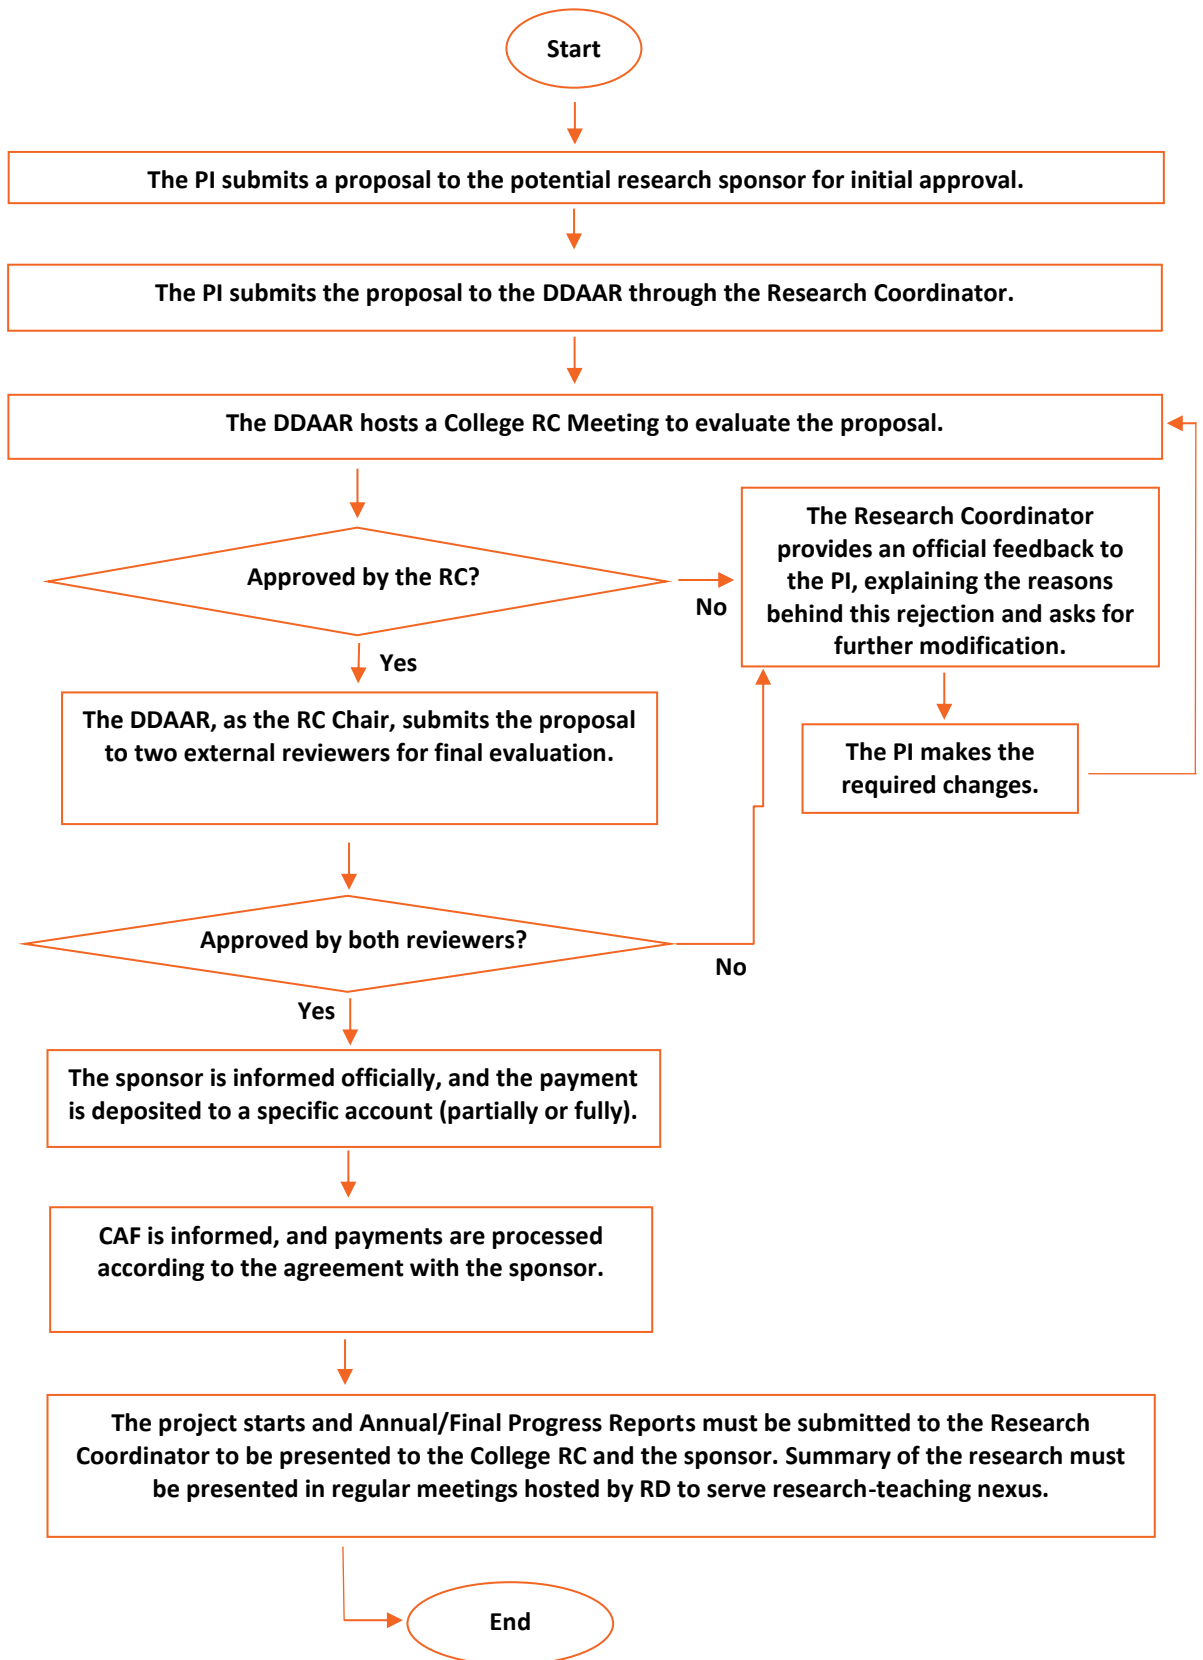 Start
The PI submits a proposal to the potential research sponsor for initial approval.
The PI submits the proposal to the DDAAR through the Research Coordinator.
The DDAAR hosts a College RC Meeting to evaluate the proposal.
Approved by the RC?
No
The Research Coordinator
provides an official feedback to
the PI, explaining the reasons
behind this rejection and asks for
further modification.
Yes
The DDAAR, as the RC Chair, submits the proposal
to two external reviewers for final evaluation.
The PI makes the
required changes.
Approved by both reviewers?
No
Yes
The sponsor is informed officially, and the payment
is deposited to a specific account (partially or fully).
CAF is informed, and payments are processed
according to the agreement with the sponsor.
The project starts and Annual/Final Progress Reports must be submitted to the Research
Coordinator to be presented to the College RC and the sponsor. Summary of the research must
be presented in regular meetings hosted by RD to serve research-teaching nexus.
End